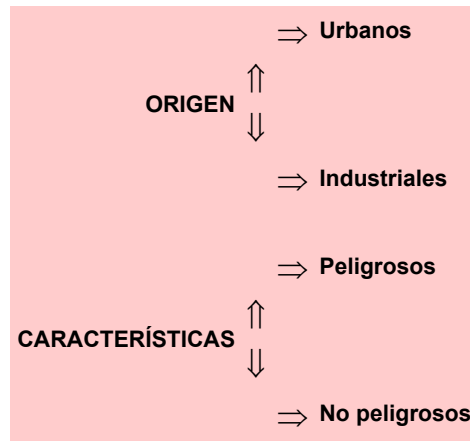 ⇒ Urbanos
⇑
ORIGEN
⇓
⇒ Industriales
⇒ Peligrosos
⇑
CARACTERÍSTICAS
⇓
⇒ No peligrosos